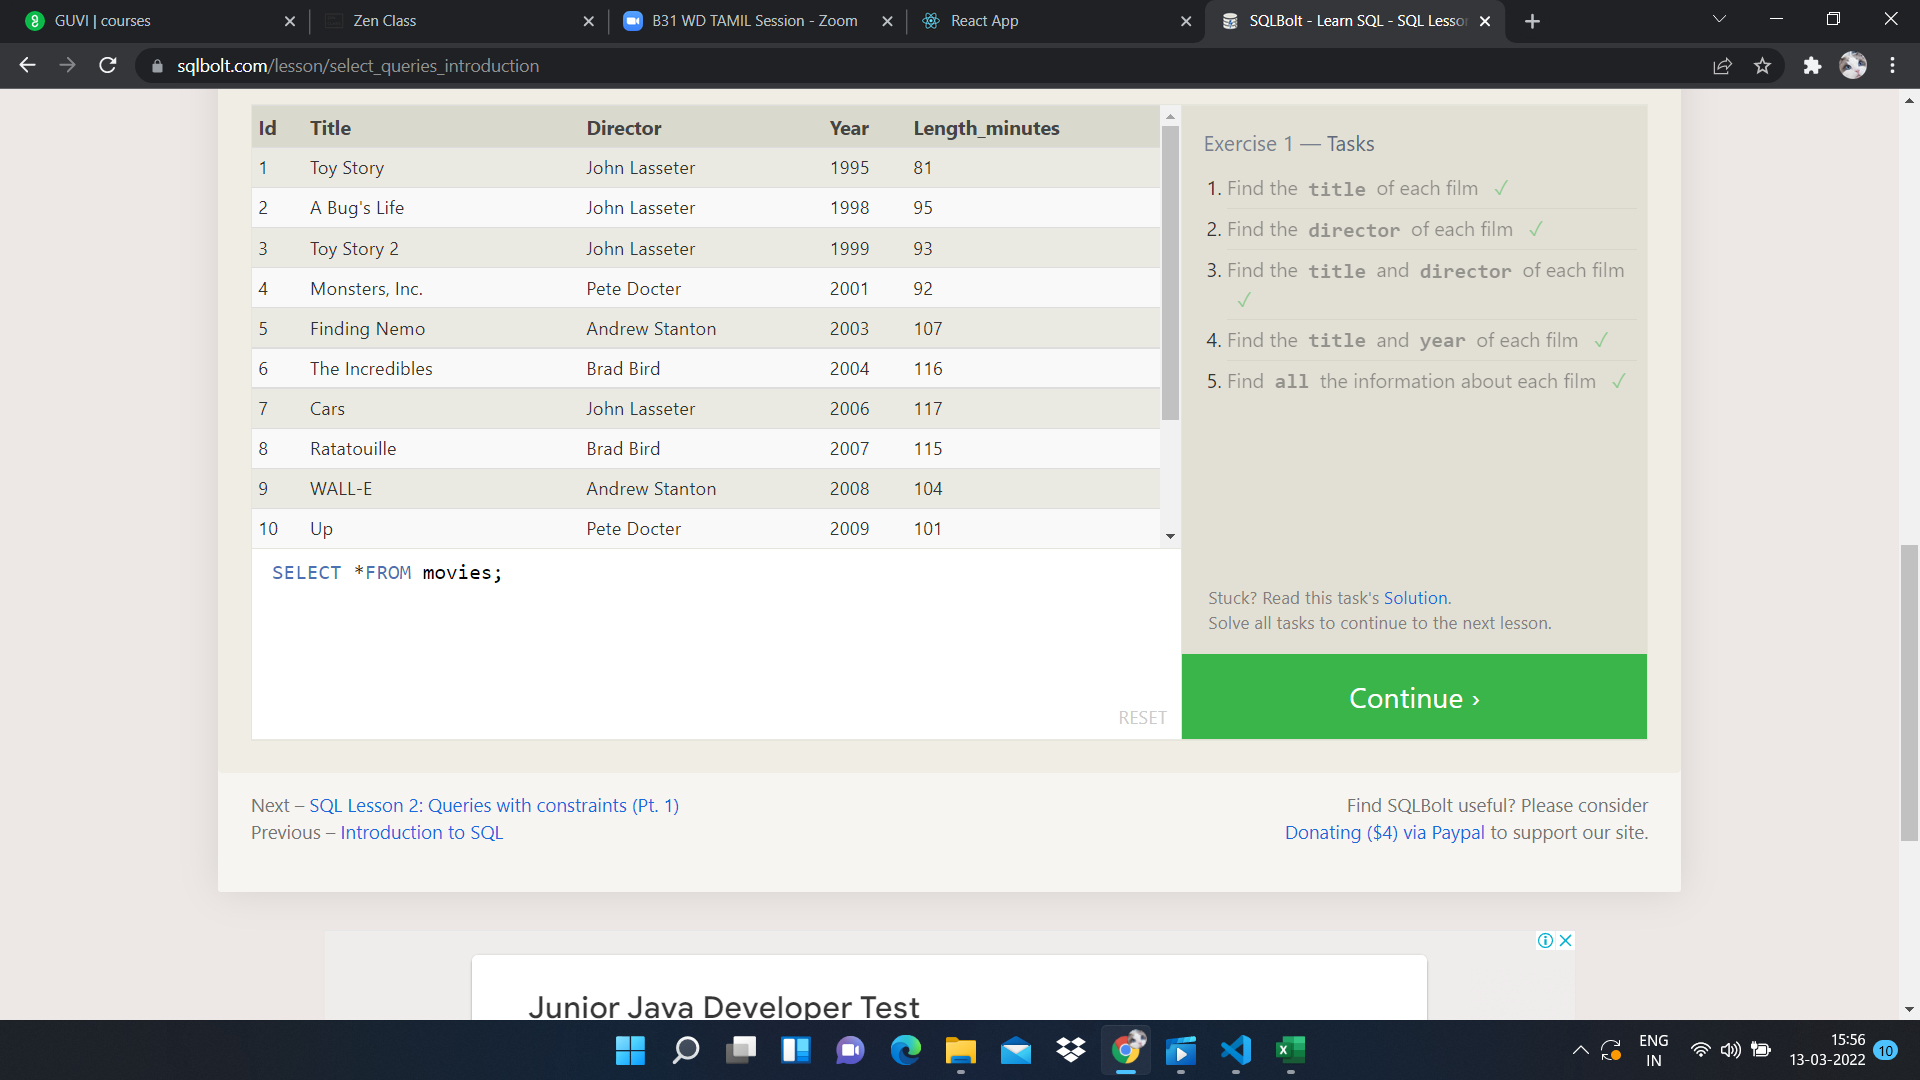 GUVI | courses
Zen Class
B31 WD TAMIL Session - Zoom
React App
SQLBolt - Learn SQL - SQL Lesso
sqlbolt.com/lesson/select_queries_introduction
Id Title Director Year Length_minutes
1 Toy Story John Lasseter 1995 81
2 A Bug's Life John Lasseter 1998 95
3 Toy Story 2 John Lasseter 1999 93
4 Monsters, Inc. Pete Docter 2001 92
5 Finding Nemo Andrew Stanton 2003 107
6 The Incredibles Brad Bird 2004 116
7 Cars John Lasseter 2006 117
8 Ratatouille Brad Bird 2007 115
9 WALL-E Andrew Stanton 2008 104
10 Up Pete Docter 2009 101
SELECT *FROM movies;
RESET
Exercise 1 — Tasks
1. Find the title of each film ✓
2. Find the director of each film ✓
3. Find the title and director of each film
✓
4. Find the title and year of each film ✓
5. Find all the information about each film ✓
Stuck? Read this task's Solution.
Solve all tasks to continue to the next lesson.
Continue ›
Next – SQL Lesson 2: Queries with constraints (Pt. 1)
Previous – Introduction to SQL
Find SQLBolt useful? Please consider
Donating ($4) via Paypal to support our site.
Junior Java Developer Test
ENG
IN
15:56
13-03-2022
10